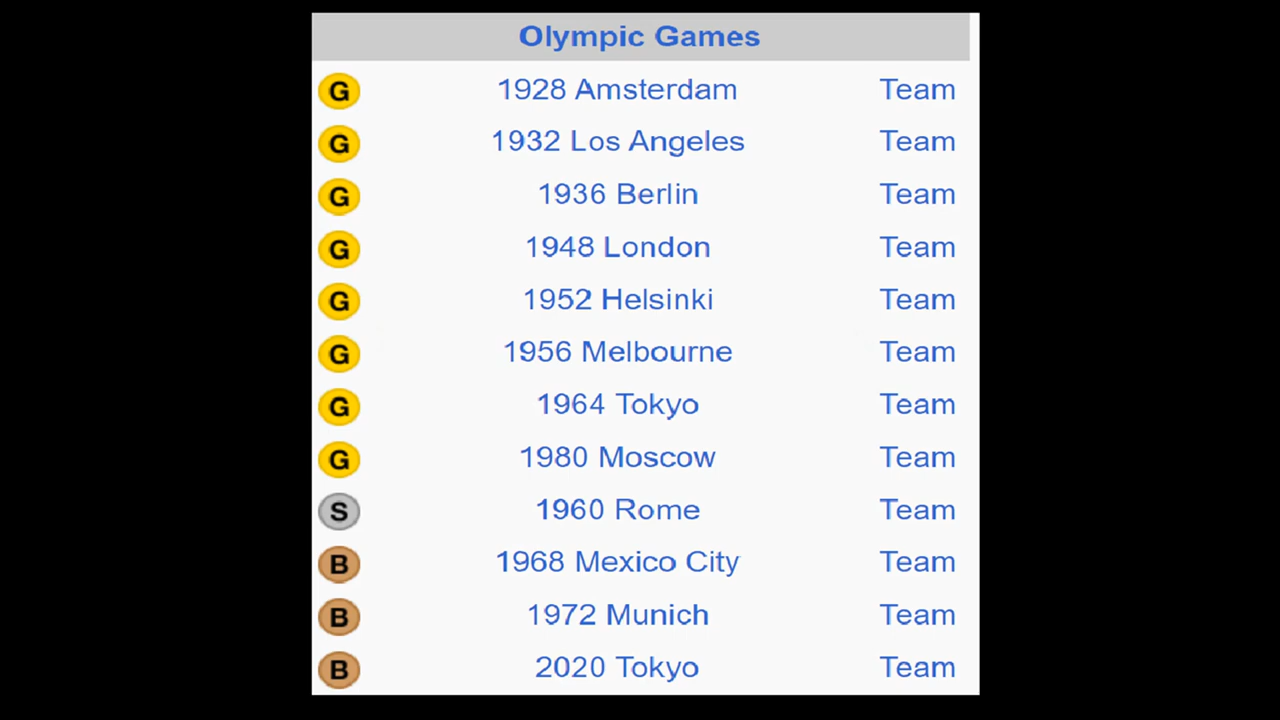 Olympic Games
G 1928 Amsterdam Team
G 1932 Los Angeles Team
G 1936 Berlin Team
G 1948 London Team
G 1952 Helsinki Team
G 1956 Melbourne Team
G 1964 Tokyo Team
G 1980 Moscow Team
S 1960 Rome Team
B 1968 Mexico City Team
B 1972 Munich Team
B 2020 Tokyo Team